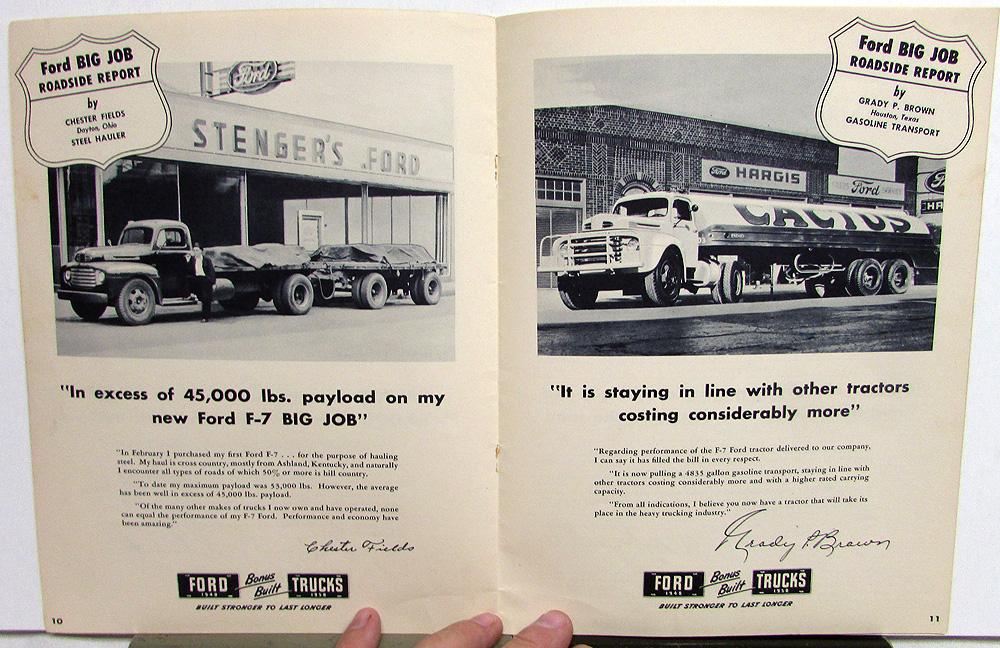 Ford BIG JOB
ROADSIDE REPORT
by
CHESTER FIELDS
Dayton, Ohio
STEEL HAULER
Ford
STENGER'S FORD
"In excess of 45,000 lbs. payload on my
new Ford F-7 BIG JOB"
"In February I purchased my first Ford F-7 . . . for the purpose of hauling
steel. My haul is cross country, mostly from Ashland, Kentucky, and naturally
I encounter all types of roads of which 50% or more is hill country.
"To date my maximum payload was 53,000 lbs. However, the average
has been well in excess of 45,000 lbs. payload.
"Of the many other makes of trucks I now own and have operated, none
can equal the performance of my F-7 Ford. Performance and economy have
been amazing."
Chester Fields
FORD Bonus Built TRUCKS
BUILT STRONGER TO LAST LONGER
10
Ford BIG JOB
ROADSIDE REPORT
by
GRADY P. BROWN
Houston, Texas
GASOLINE TRANSPORT
Ford HARGIS
Ford
CACTUS
"It is staying in line with other tractors
costing considerably more"
"Regarding performance of the F-7 Ford tractor delivered to our company,
I can say it has filled the bill in every respect.
"It is now pulling a 4835 gallon gasoline transport, staying in line with
other tractors costing considerably more and with a higher rated carrying
capacity.
"From all indications, I believe you now have a tractor that will take its
place in the heavy trucking industry."
Grady P. Brown
FORD Bonus Built TRUCKS
BUILT STRONGER TO LAST LONGER
11